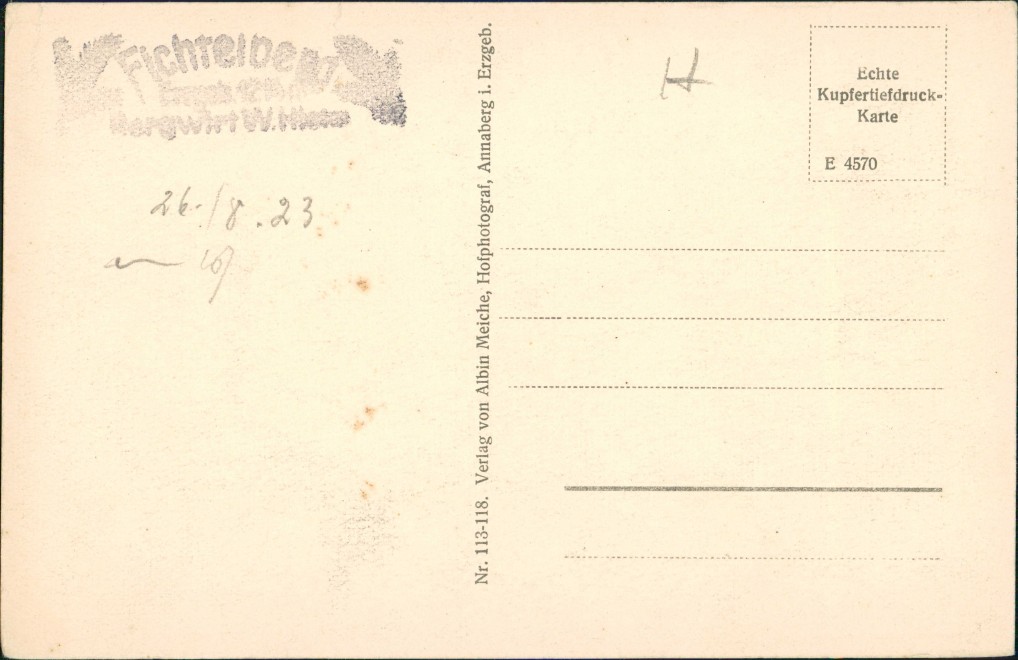 Fichtelberg
Bergwirt W.
26./8.23
Nr. 113-118. Verlag von Albin Meiche, Hofphotograf, Annaberg i. Erzgeb.
H
Echte
Kupfertiefdruck-
Karte
E 4570